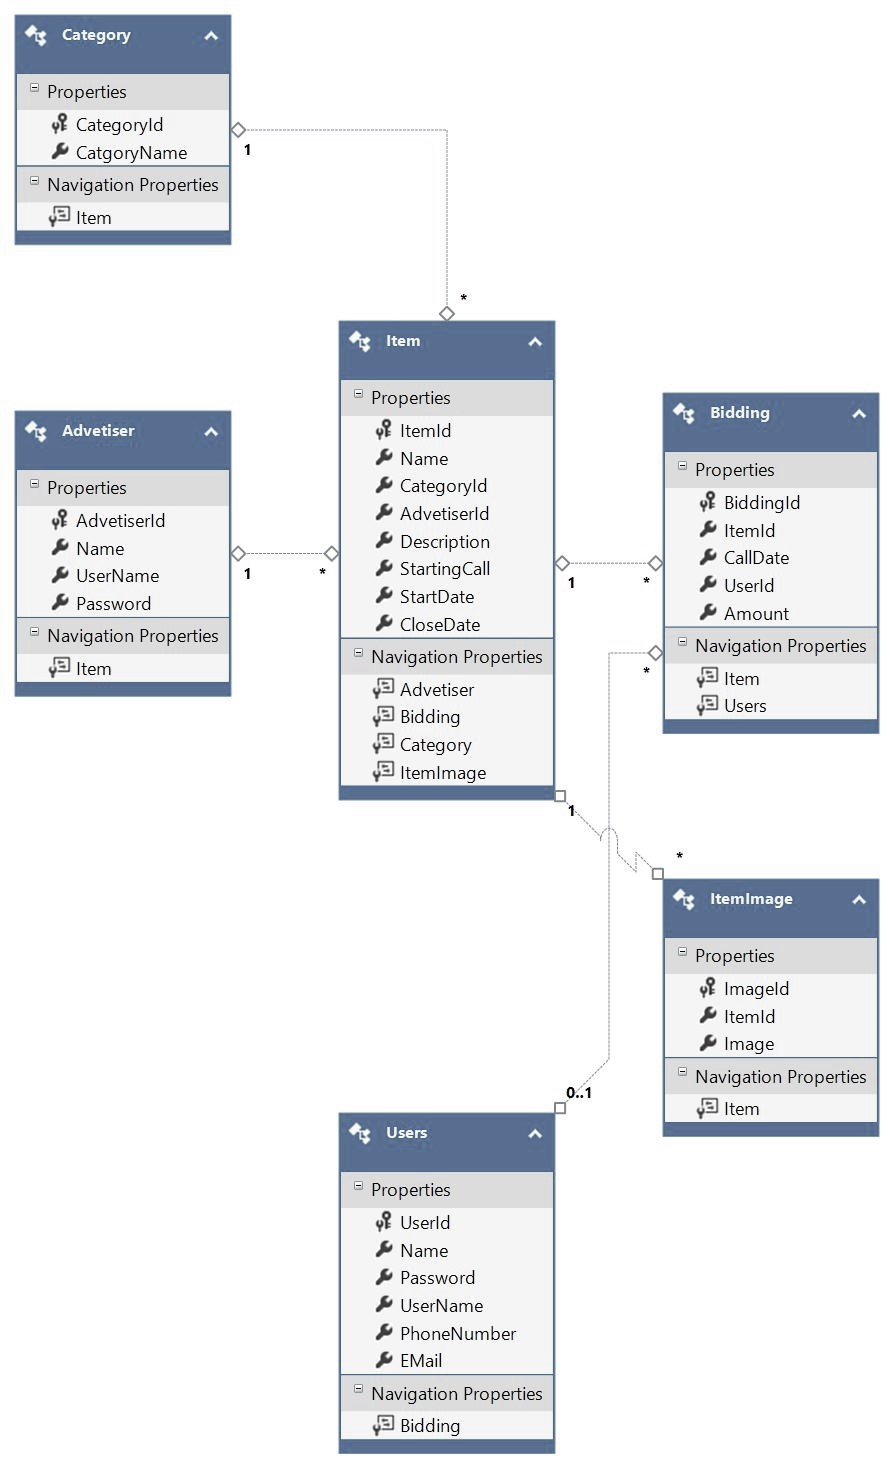 Category
Properties
CategoryId
CatgoryName
Navigation Properties
Item
1
*
Item
Properties
ItemId
Name
CategoryId
AdvetiserId
Description
StartingCall
StartDate
CloseDate
Navigation Properties
Advetiser
Bidding
Category
ItemImage
Advetiser
Properties
AdvetiserId
Name
UserName
Password
Navigation Properties
Item
1
*
1
*
Bidding
Properties
BiddingId
ItemId
CallDate
UserId
Amount
Navigation Properties
Item
Users
*
1
*
ItemImage
Properties
ImageId
ItemId
Image
Navigation Properties
Item
0..1
Users
Properties
UserId
Name
Password
UserName
PhoneNumber
EMail
Navigation Properties
Bidding